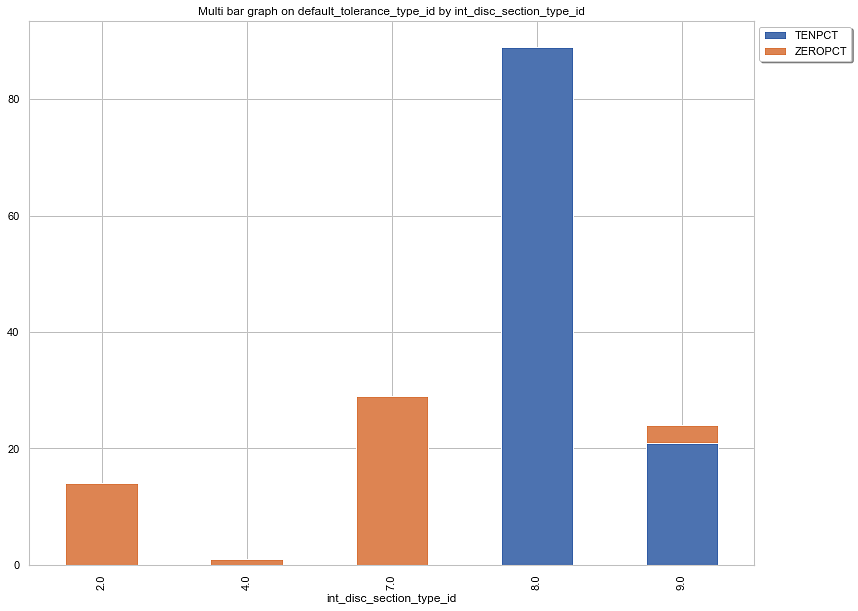 Multi bar graph on default_tolerance_type_id by int_disc_section_type_id
TENPCT
ZEROPCT
80
60
40
20
0
2.0
4.0
7.0
8.0
9.0
int_disc_section_type_id